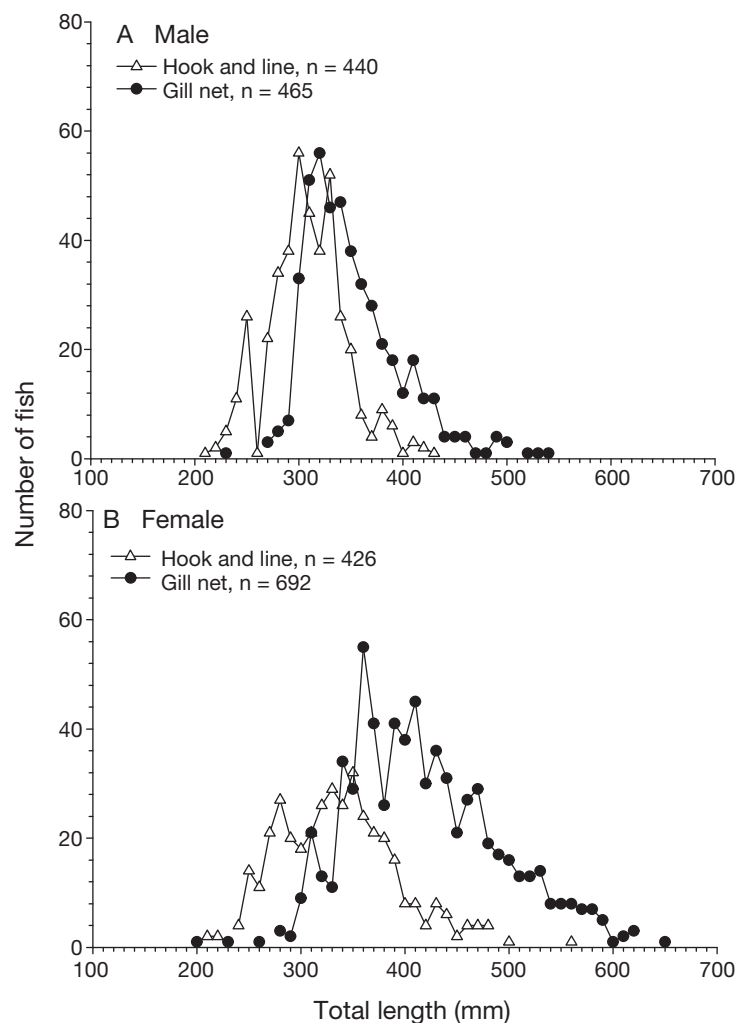 80
A Male
Hook and line, n = 440
Gill net, n = 465
60
40
20
0
100 200 300 400 500 600 700
Number of fish
80
B Female
Hook and line, n = 426
Gill net, n = 692
60
40
20
0
100 200 300 400 500 600 700
Total length (mm)